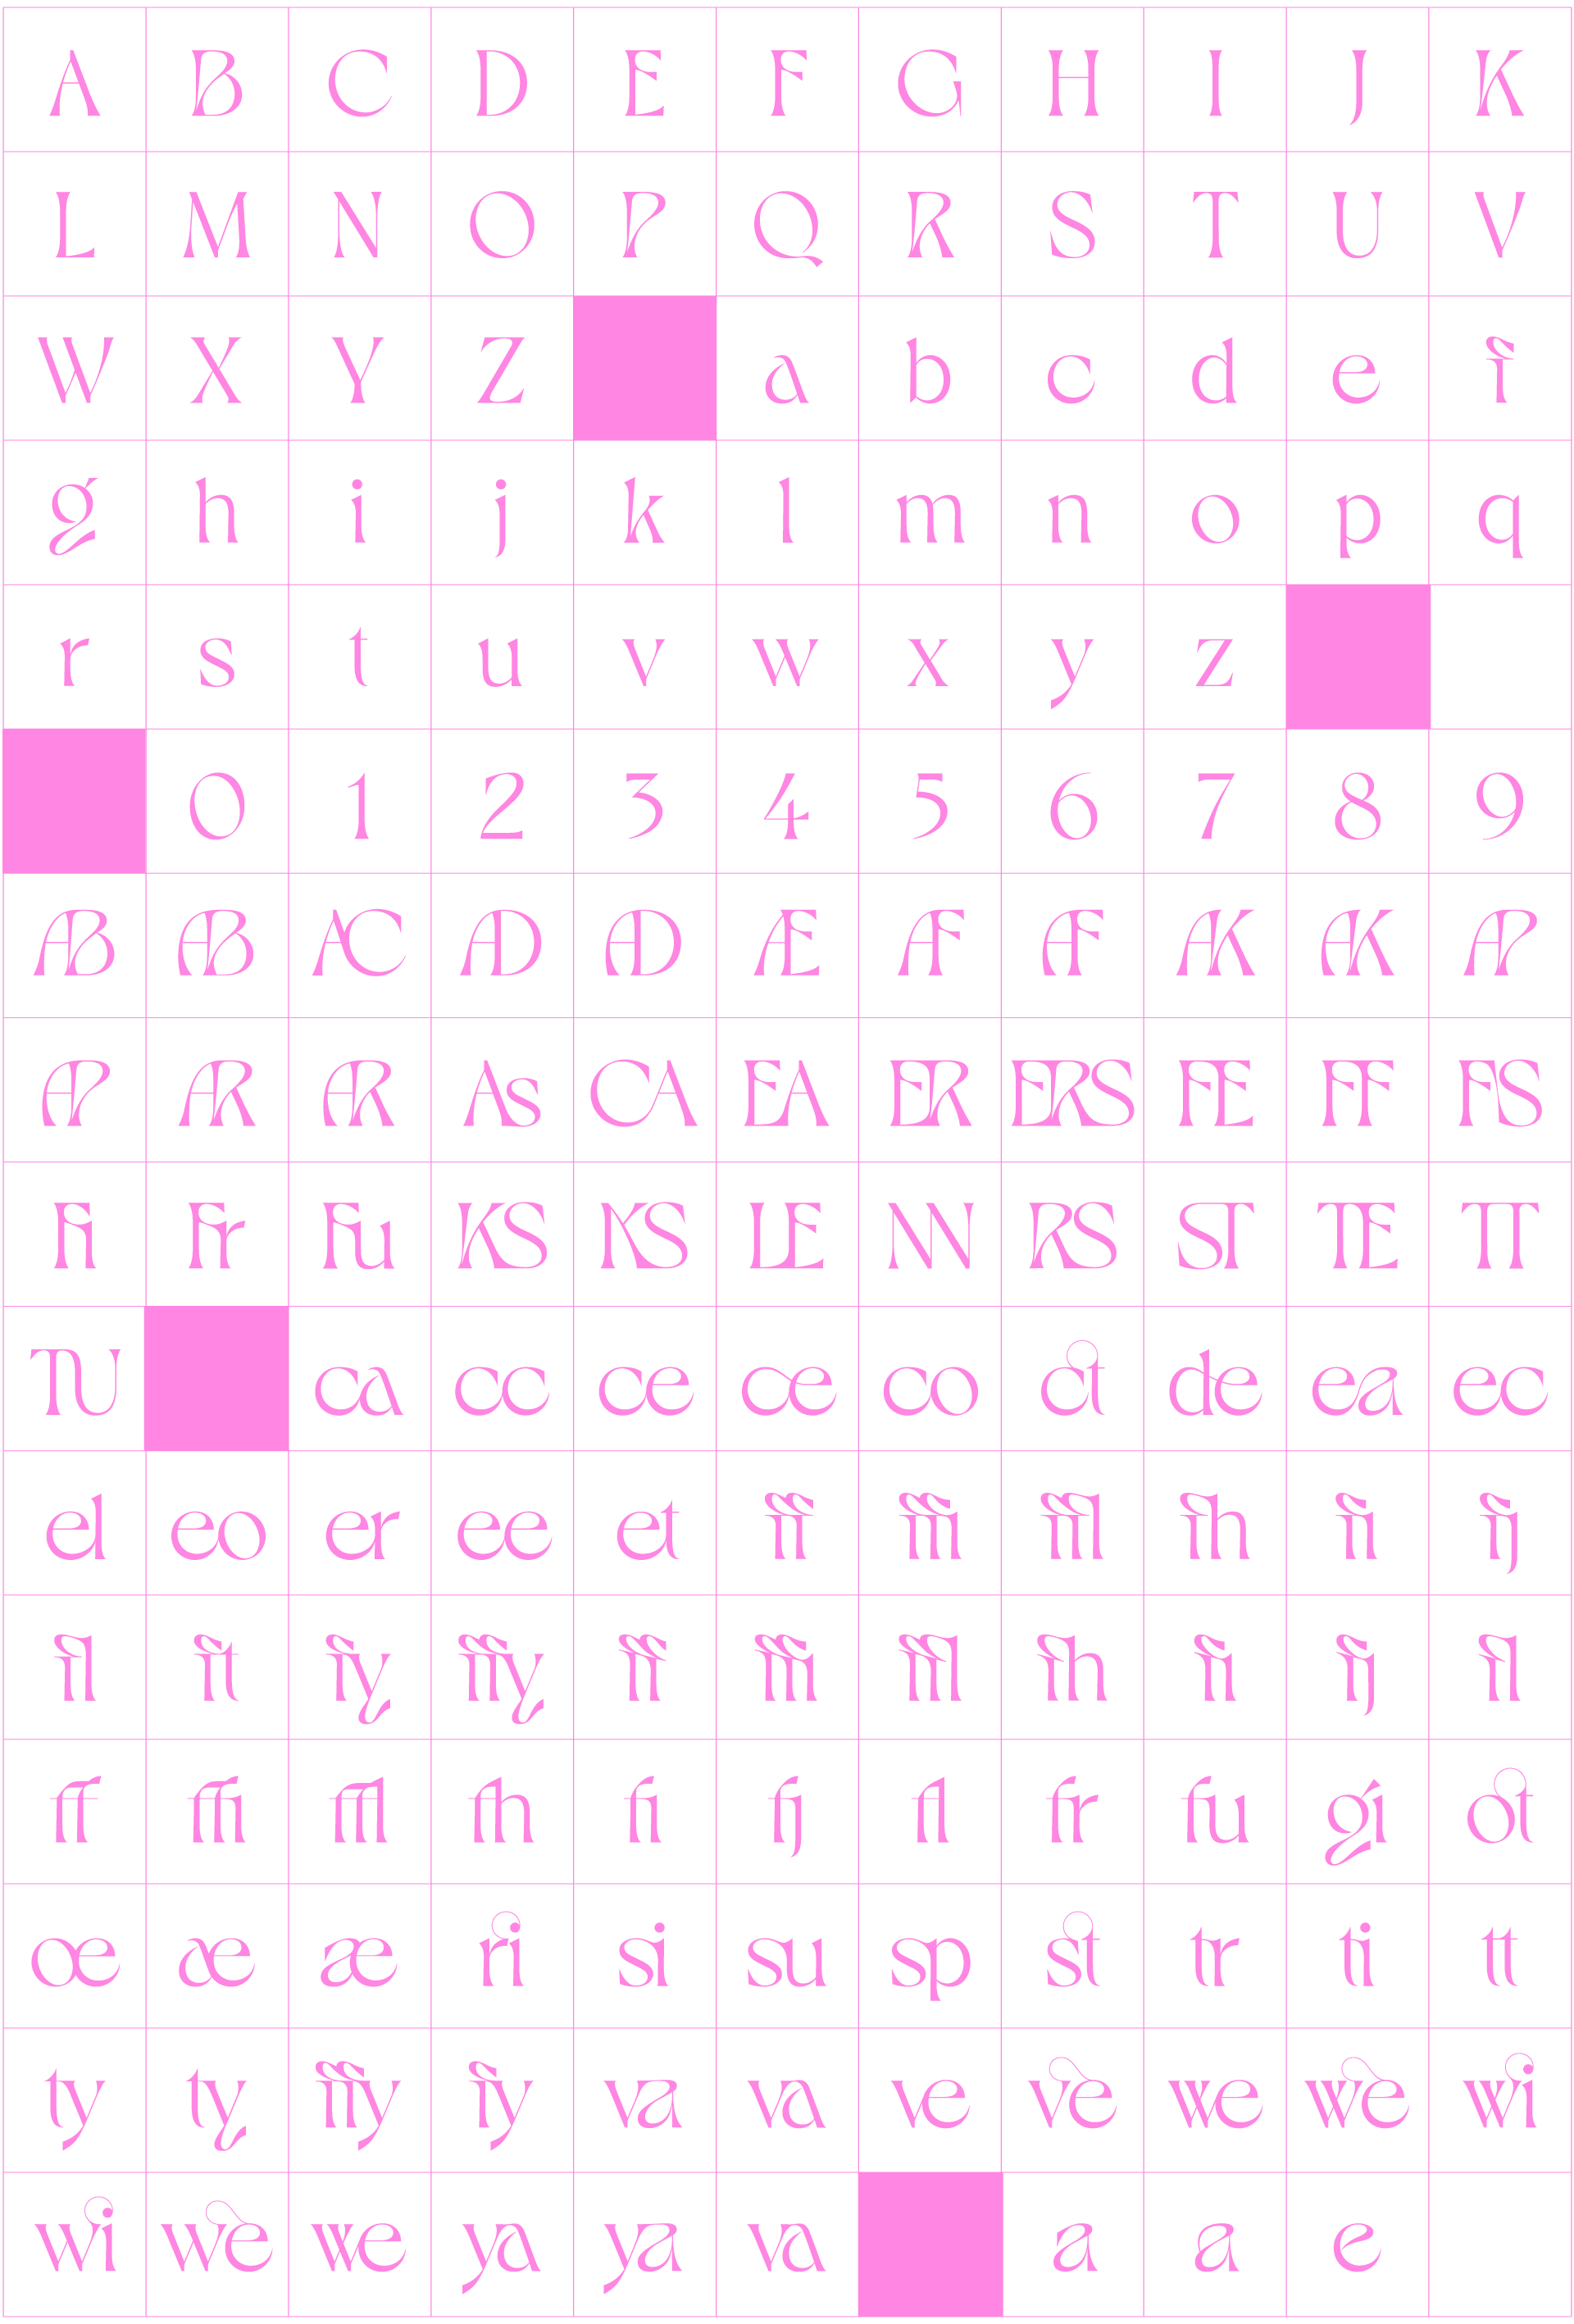 A B C D E F G H I J K
L M N O P Q R S T U V
W X Y Z a b c d e f
g h i j k l m n o p q
r s t u v w x y z
0 1 2 3 4 5 6 7 8 9
AB AB AC AD AD AE AF AF AK AK AP
AP AR AR As CA EA ER ERS FE FF FS
Fi Fr Fu KS KS LE NN RS ST TE TT
TU ca cc ce ce co ct de ea ec
ed eo er ee et ff ffi ffl fh fi fj
fl ft fy ffy ff ffi ffl fh fi fj fl
ff ffi ffl fh fi fj fl fr fu gi ot
oe ae ae ri si su sp st tr ti tt
ty ty ffy fy va va ve ve we we wi
wi we we ya ya va a a e